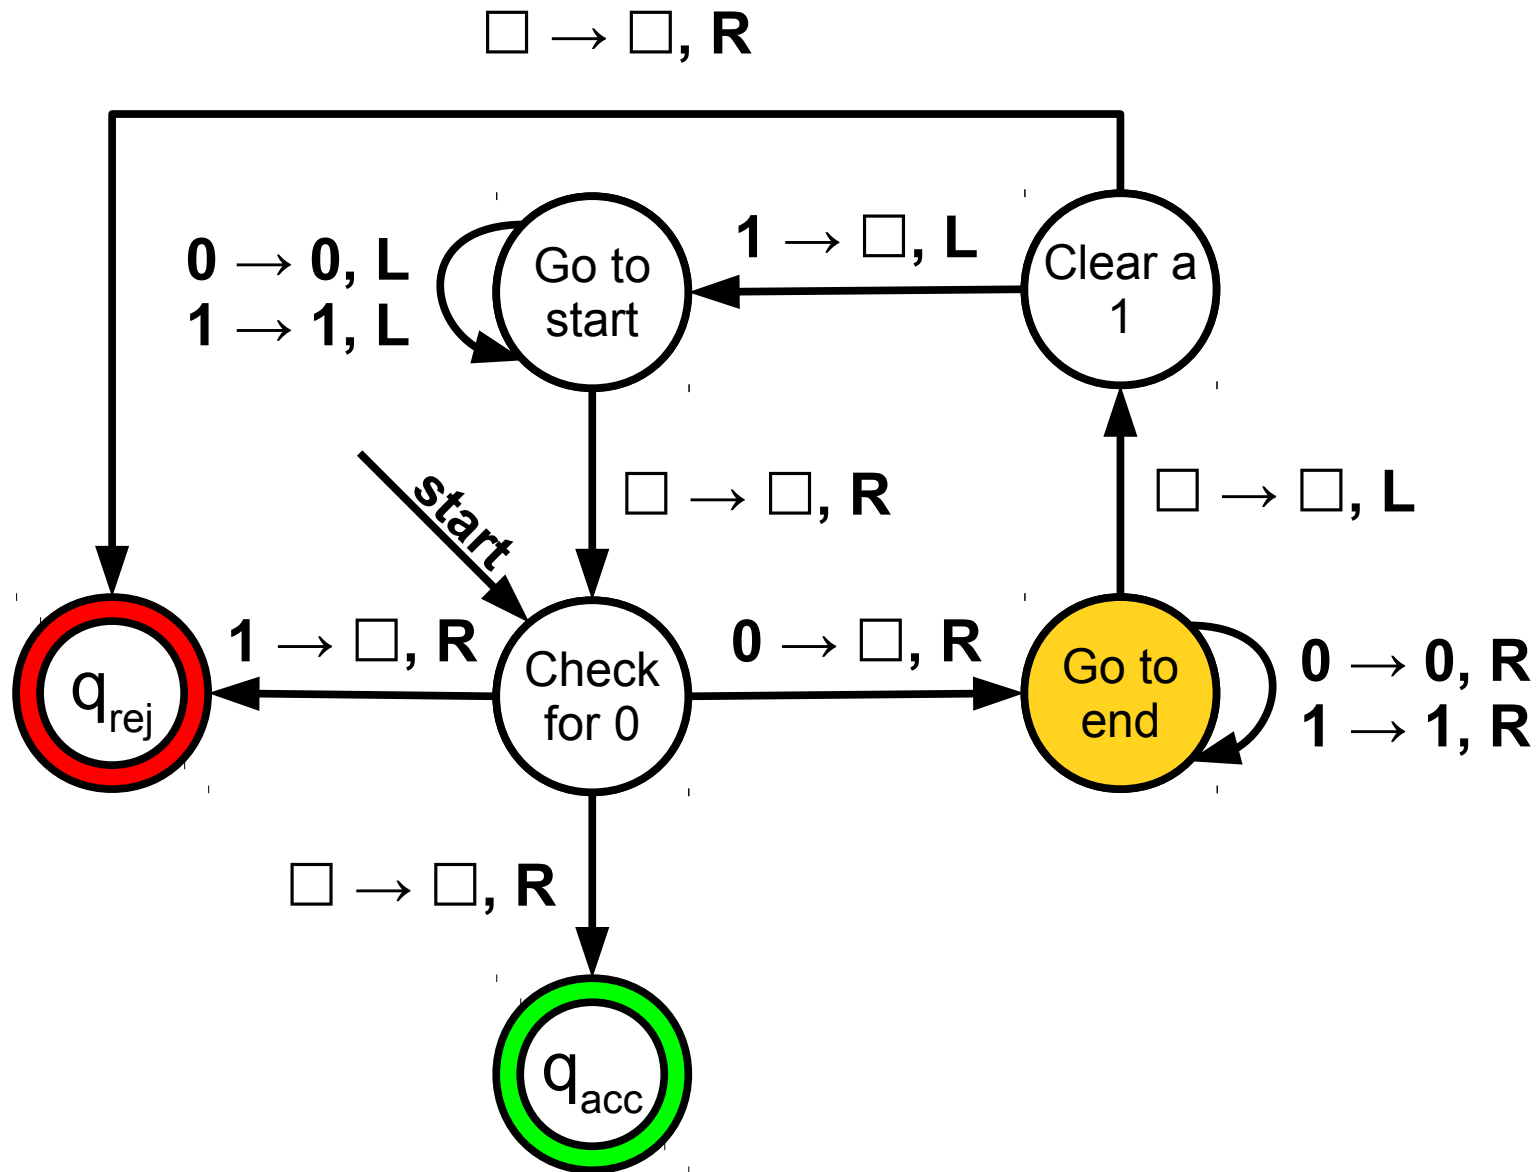 □ → □, R
0 → 0, L
1 → 1, L
Go to
start
1 → □, L
Clear a
1
start
□ → □, R
□ → □, L
q_rej
1 → □, R
Check
for 0
0 → □, R
Go to
end
0 → 0, R
1 → 1, R
□ → □, R
q_acc